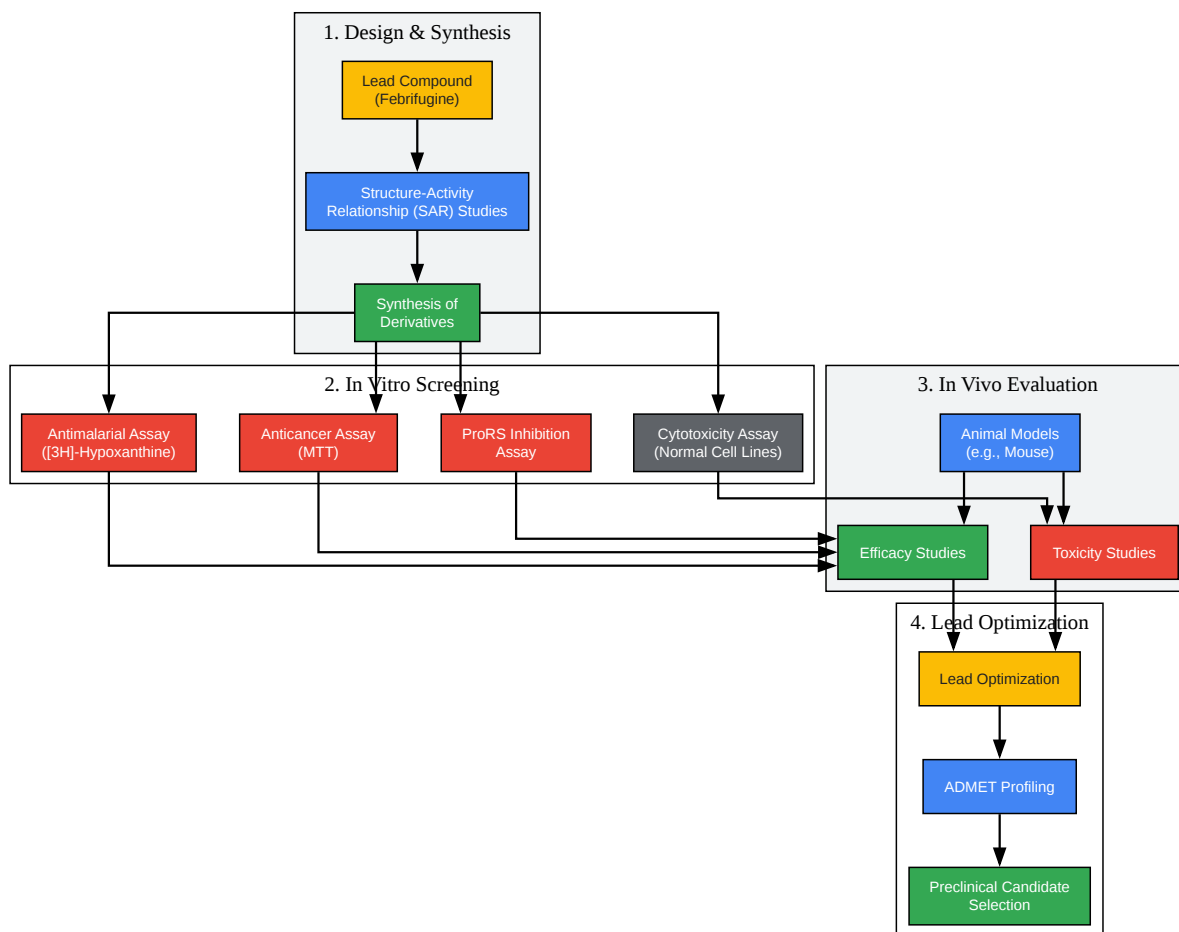 1. Design & Synthesis
Lead Compound
(Febrifugine)
Structure-Activity
Relationship (SAR) Studies
Synthesis of
Derivatives
2. In Vitro Screening
Antimalarial Assay
([3H]-Hypoxanthine)
Anticancer Assay
(MTT)
ProRS Inhibition
Assay
Cytotoxicity Assay
(Normal Cell Lines)
3. In Vivo Evaluation
Animal Models
(e.g., Mouse)
Efficacy Studies
Toxicity Studies
4. Lead Optimization
Lead Optimization
ADMET Profiling
Preclinical Candidate
Selection